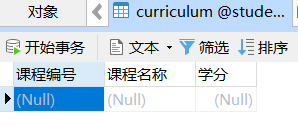 对象 curriculum @stude...
开始事务 文本 筛选 排序
课程编号 课程名称 学分
(Null) (Null) (Null)